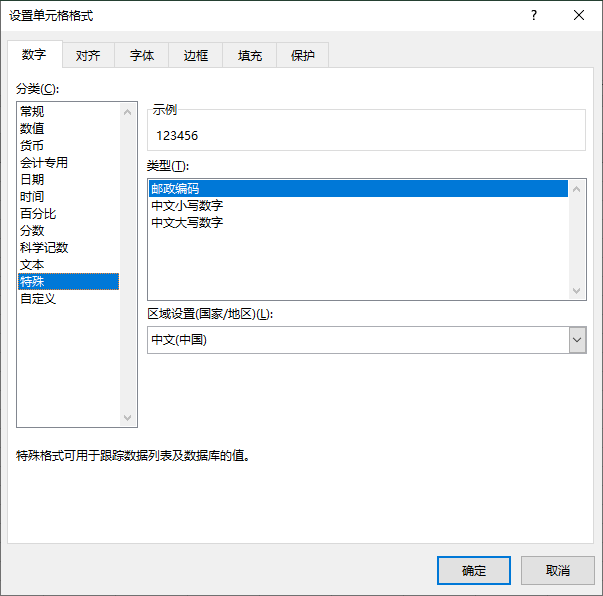 设置单元格格式
?
数字 对齐 字体 边框 填充 保护
分类(C):
常规
数值
货币
会计专用
日期
时间
百分比
分数
科学记数
文本
特殊
自定义
示例
123456
类型(T):
邮政编码
中文小写数字
中文大写数字
区域设置(国家/地区)(L):
中文(中国)
特殊格式可用于跟踪数据列表及数据库的值。
确定 取消